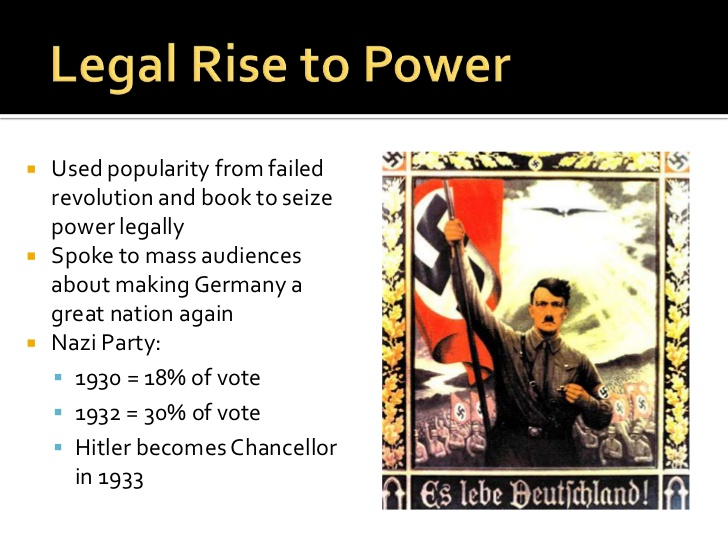 Legal Rise to Power
Used popularity from failed
revolution and book to seize
power legally
Spoke to mass audiences
about making Germany a
great nation again
Nazi Party:
1930 = 18% of vote
1932 = 30% of vote
Hitler becomes Chancellor
in 1933
Es lebe Deutschland!